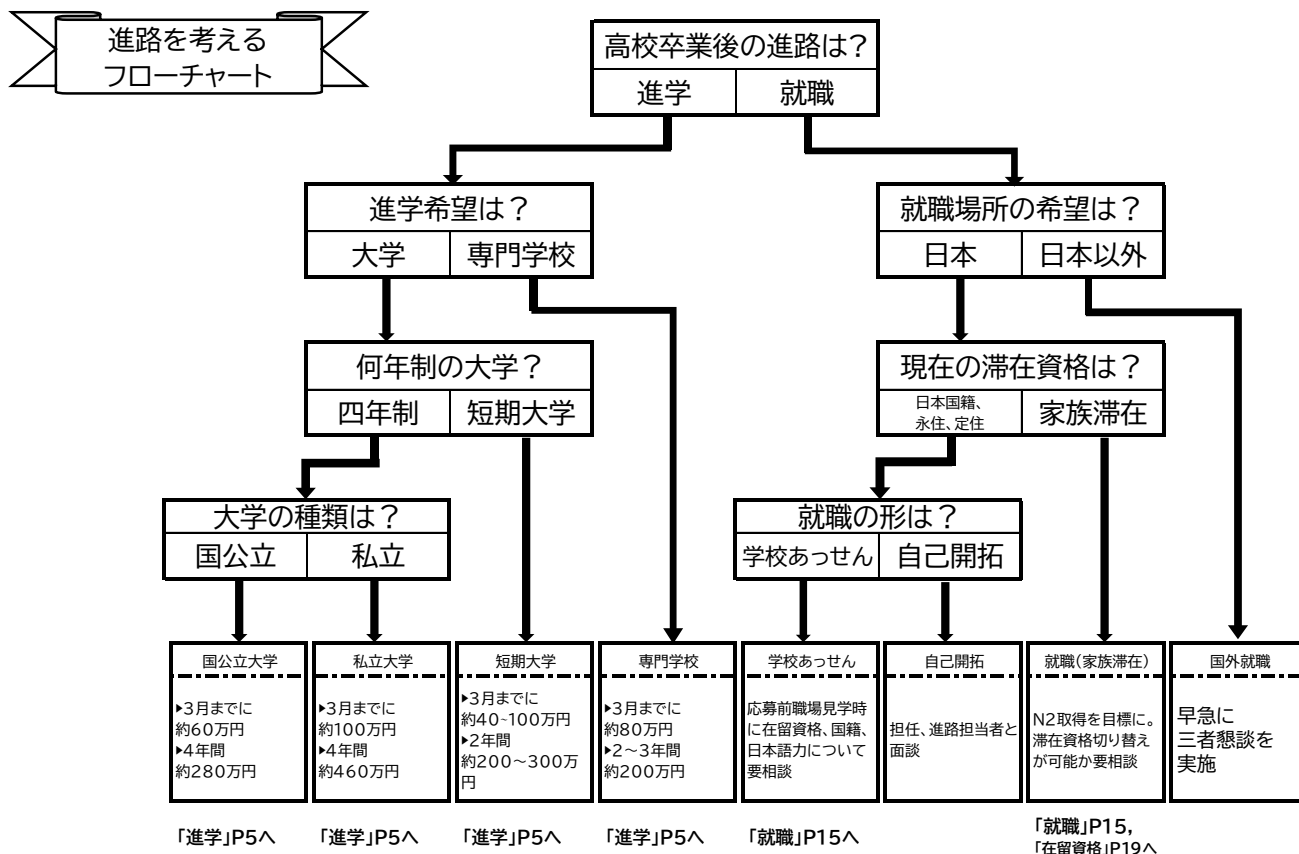 進路を考える
フローチャート
高校卒業後の進路は？
進学
就職
進学希望は？
大学
専門学校
就職場所の希望は？
日本
日本以外
何年制の大学？
四年制
短期大学
現在の滞在資格は？
日本国籍、
永住、定住
家族滞在
大学の種類は？
国公立
私立
就職の形は？
学校あっせん
自己開拓
国公立大学
▶3月までに
約60万円
▶4年間
約280万円
「進学」P5へ
私立大学
▶3月までに
約100万円
▶4年間
約460万円
「進学」P5へ
短期大学
▶3月までに
約40~100万円
▶2年間
約200～300万
円
「進学」P5へ
専門学校
▶3月までに
約80万円
▶2～3年間
約200万円
「進学」P5へ
学校あっせん
応募前職場見学時
に在留資格、国籍、
日本語力について
要相談
「就職」P15へ
自己開拓
担任、進路担当者と
面談
就職(家族滞在)
N2取得を目標に。
滞在資格切り替え
が可能か要相談
「就職」P15,
「在留資格」P19へ
国外就職
早急に
三者懇談を
実施